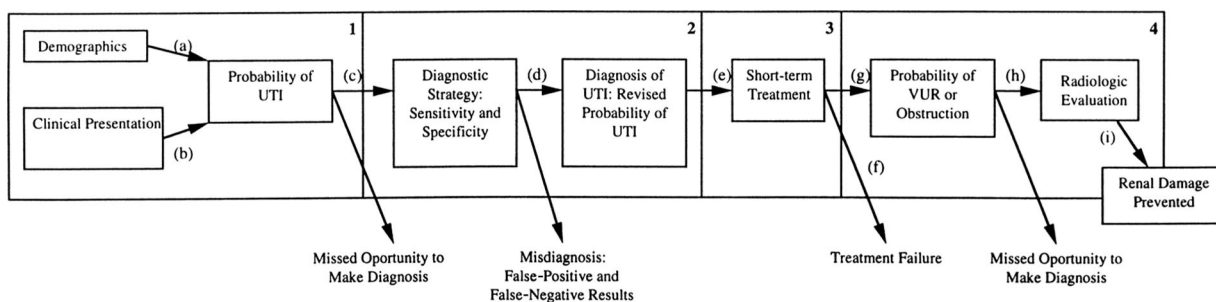 1
2
3
4
Demographics
(a)
Clinical Presentation
(b)
Probability of
UTI
(c)
Missed Opportunity to
Make Diagnosis
Diagnostic
Strategy:
Sensitivity and
Specificity
(d)
Misdiagnosis:
False-Positive and
False-Negative Results
Diagnosis of
UTI: Revised
Probability of
UTI
(e)
Short-term
Treatment
(f)
Treatment Failure
(g)
Probability of
VUR or
Obstruction
(h)
Missed Opportunity to
Make Diagnosis
Radiologic
Evaluation
(i)
Renal Damage
Prevented